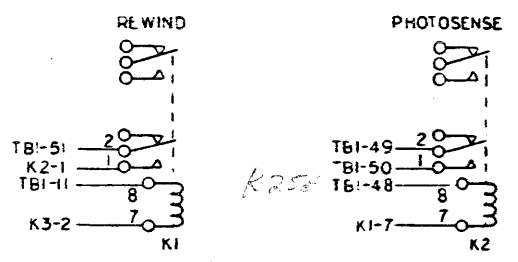 REWIND
PHOTOSENSE
TB1-51 2
K2-1 1
TB1-11
8
K3-2 7
K1
TB1-49 2
TB1-50 1
TB1-48
8
K1-7 7
K2